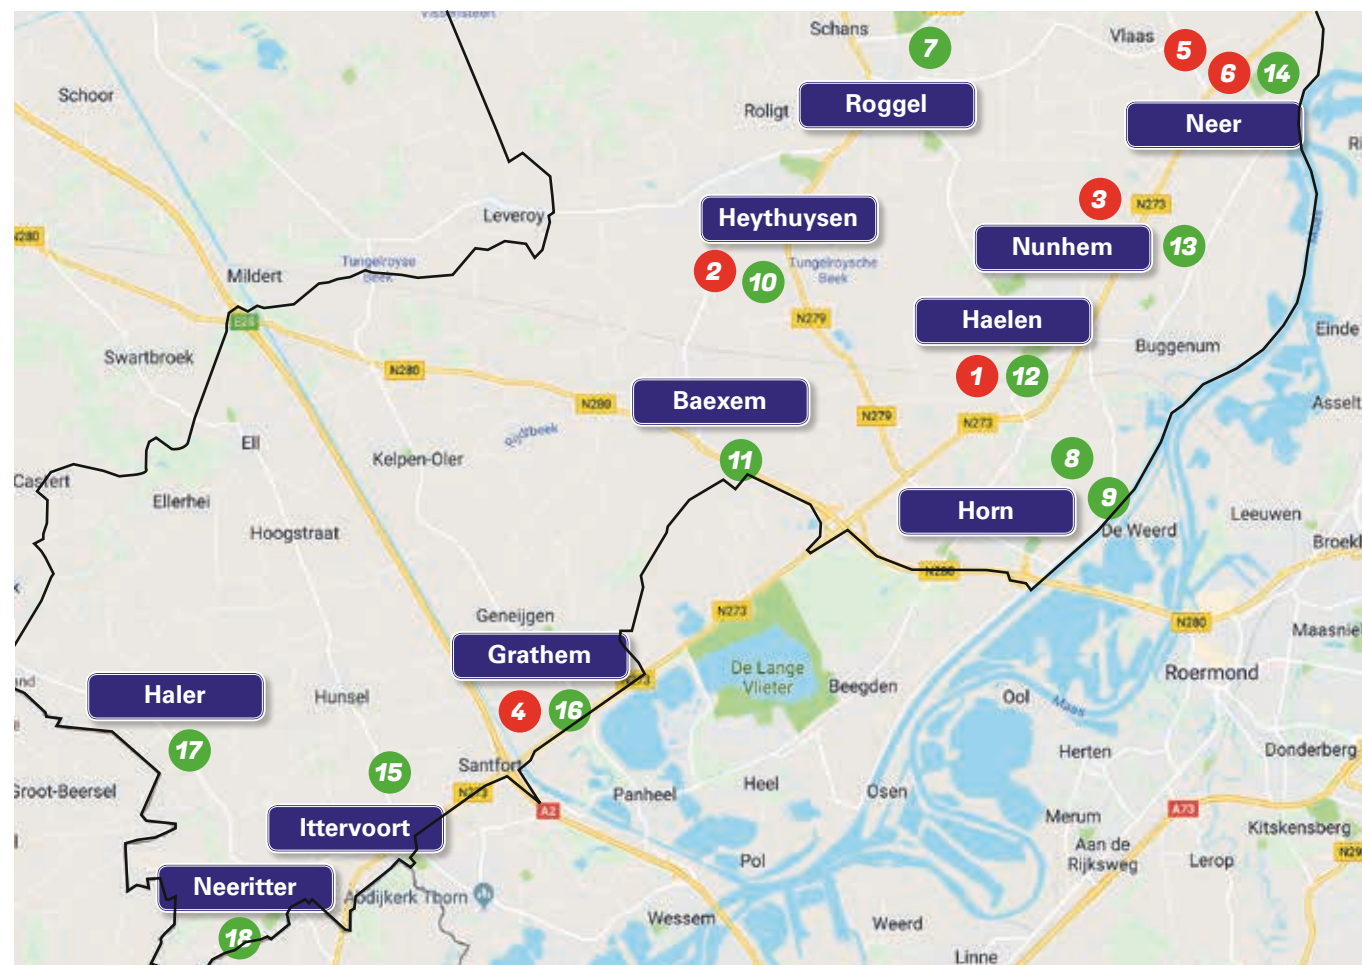 Schans
7
Vlaas
5
6
14
Schoor
Roligt
Roggel
Neer
Leveroy
Heythuysen
3
N273
N280
Nunhem
13
Mildert
Tungelroyse
Beek
2
10
Tungelroysche
Beek
Haelen
N279
Einde
Swartbroek
Buggenum
N280
1
12
Baexem
N280
N279
N273
Asselt
Ell
Kelpen-Oler
11
8
Castert
Ellerhei
9
Horn
Leeuwen
Hoogstraat
De Weerd
N280
N273
Geneijgen
N280
Grathem
De Lange
Vlieter
Roermond
Haler
Hunsel
Beegden
Ool
Maas
4
16
17
15
Santfort
Herten
Donderberg
N273
Heel
Groot-Beersel
Panheel
Osen
A2
A73
Merum
Kitskensberg
Ittervoort
Aan de
Rijksweg
Lerop
Pol
Neeritter
Abdijkerk Thorn
Wessem
Weerd
18
Linne